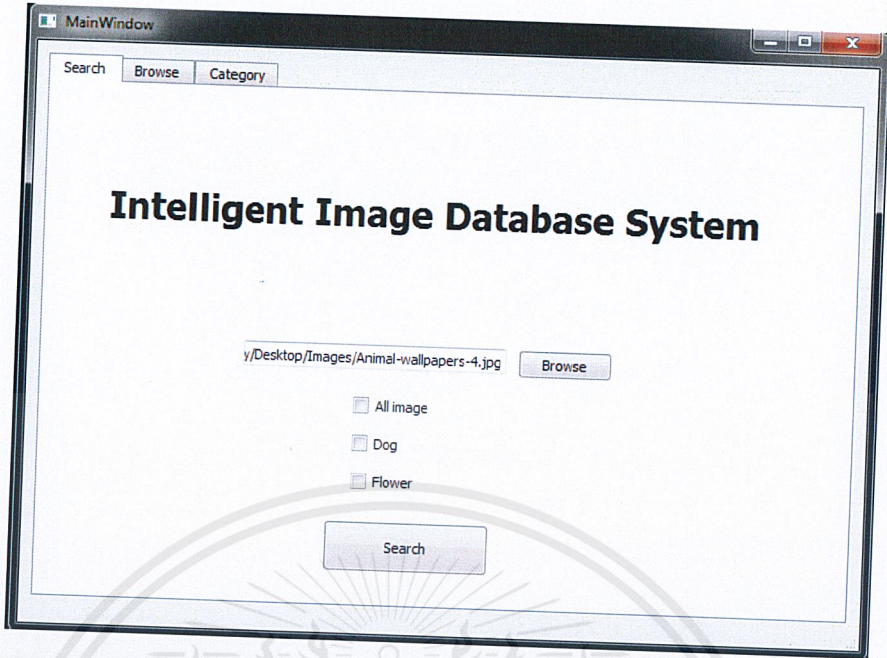 MainWindow
Search Browse Category
Intelligent Image Database System
y/Desktop/Images/Animal-wallpapers-4.jpg Browse
All image
Dog
Flower
Search